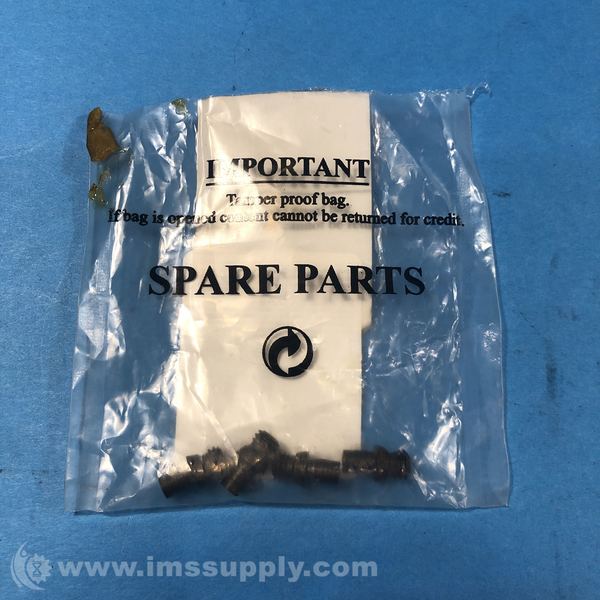 IMPORTANT
Tamper proof bag.
If bag is opened content cannot be returned for credit.
SPARE PARTS
www.imssupply.com